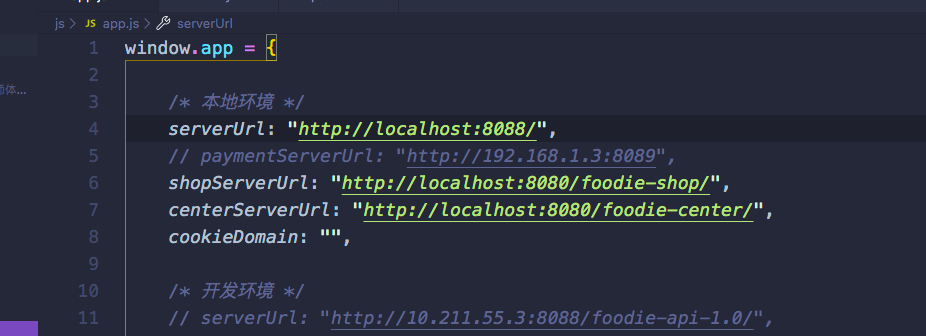 js > JS app.js > serverUrl
1 window.app = {
2
3 /* 本地环境 */
4 serverUrl: "http://localhost:8088/",
5 // paymentServerUrl: "http://192.168.1.3:8089",
6 shopServerUrl: "http://localhost:8080/foodie-shop/",
7 centerServerUrl: "http://localhost:8080/foodie-center/",
8 cookieDomain: "",
9
10 /* 开发环境 */
11 // serverUrl: "http://10.211.55.3:8088/foodie-api-1.0/",